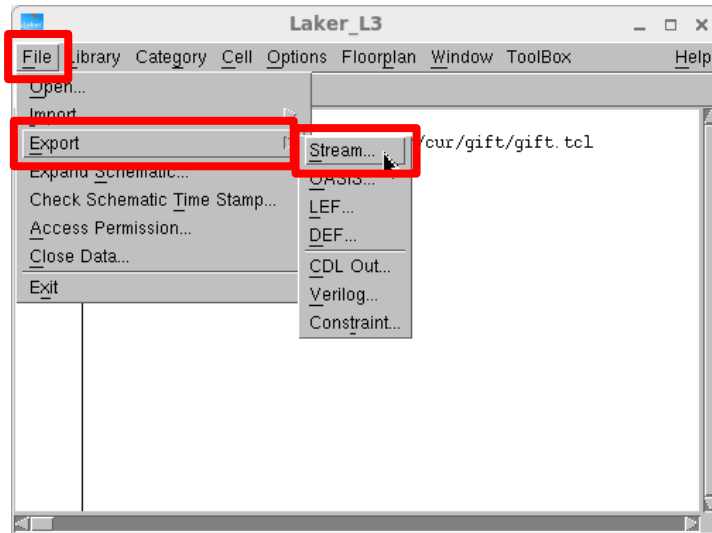 Laker_L3
File Library Category Cell Options Floorplan Window ToolBox Help
Open...
Import
Export
Stream...
/cur/gift/gift.tcl
Expand Schematic...
OASIS...
Check Schematic Time Stamp...
LEF...
Access Permission...
DEF...
Close Data...
CDL Out...
Exit
Verilog...
Constraint...